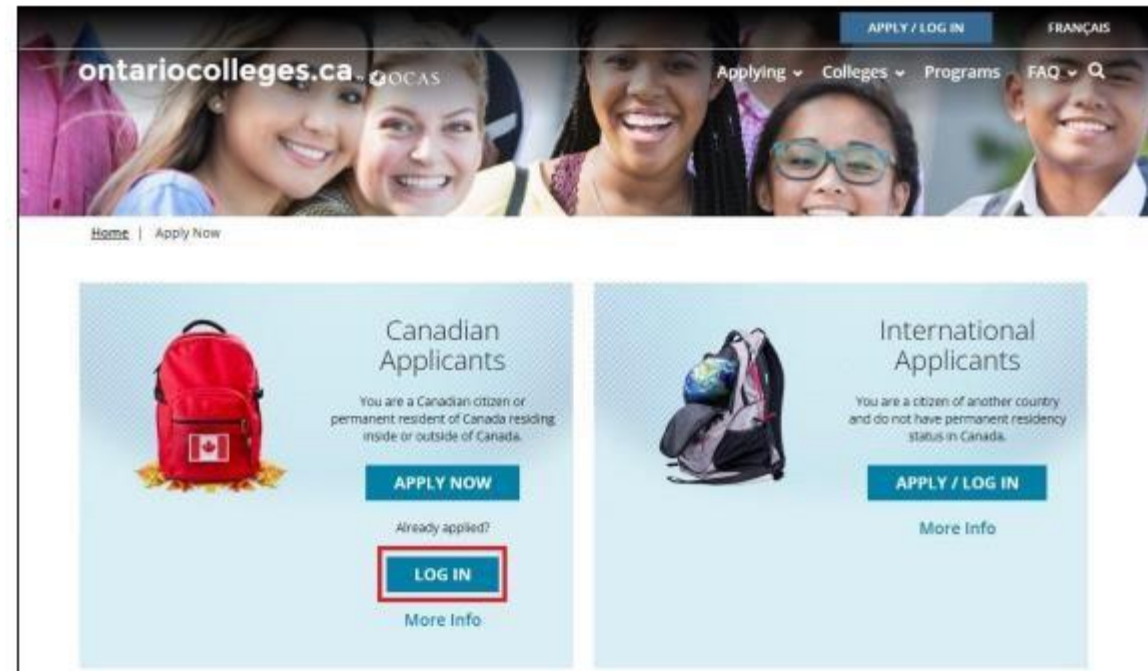 APPLY / LOG IN FRANÇAIS
ontariocolleges.ca OCAS Applying Colleges Programs FAQ
Home | Apply Now
Canadian
Applicants
You are a Canadian citizen or
permanent resident of Canada residing
inside or outside of Canada.
APPLY NOW
Already applied?
LOG IN
More Info
International
Applicants
You are a citizen of another country
and do not have permanent residency
status in Canada.
APPLY / LOG IN
More Info